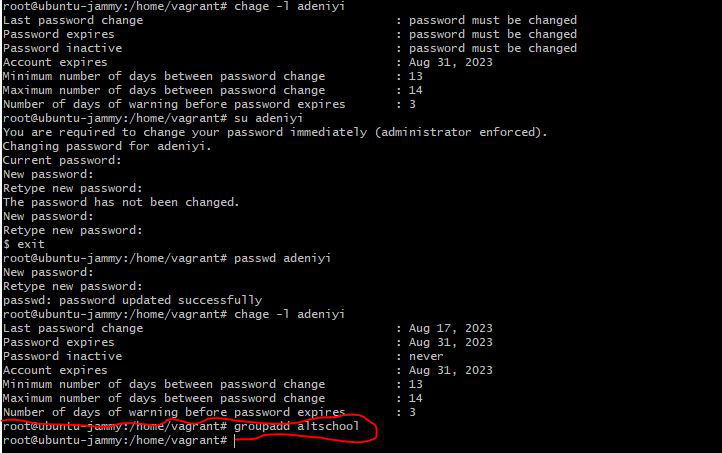 root@ubuntu-jammy:/home/vagrant# chage -l adeniyi
Last password change : password must be changed
Password expires : password must be changed
Password inactive : password must be changed
Account expires : Aug 31, 2023
Minimum number of days between password change : 13
Maximum number of days between password change : 14
Number of days of warning before password expires : 3
root@ubuntu-jammy:/home/vagrant# su adeniyi
You are required to change your password immediately (administrator enforced).
Changing password for adeniyi.
Current password:
New password:
Retype new password:
The password has not been changed.
New password:
Retype new password:
$ exit
root@ubuntu-jammy:/home/vagrant# passwd adeniyi
New password:
Retype new password:
passwd: password updated successfully
root@ubuntu-jammy:/home/vagrant# chage -l adeniyi
Last password change : Aug 17, 2023
Password expires : Aug 31, 2023
Password inactive : never
Account expires : Aug 31, 2023
Minimum number of days between password change : 13
Maximum number of days between password change : 14
Number of days of warning before password expires : 3
root@ubuntu-jammy:/home/vagrant# groupadd altschool
root@ubuntu-jammy:/home/vagrant#